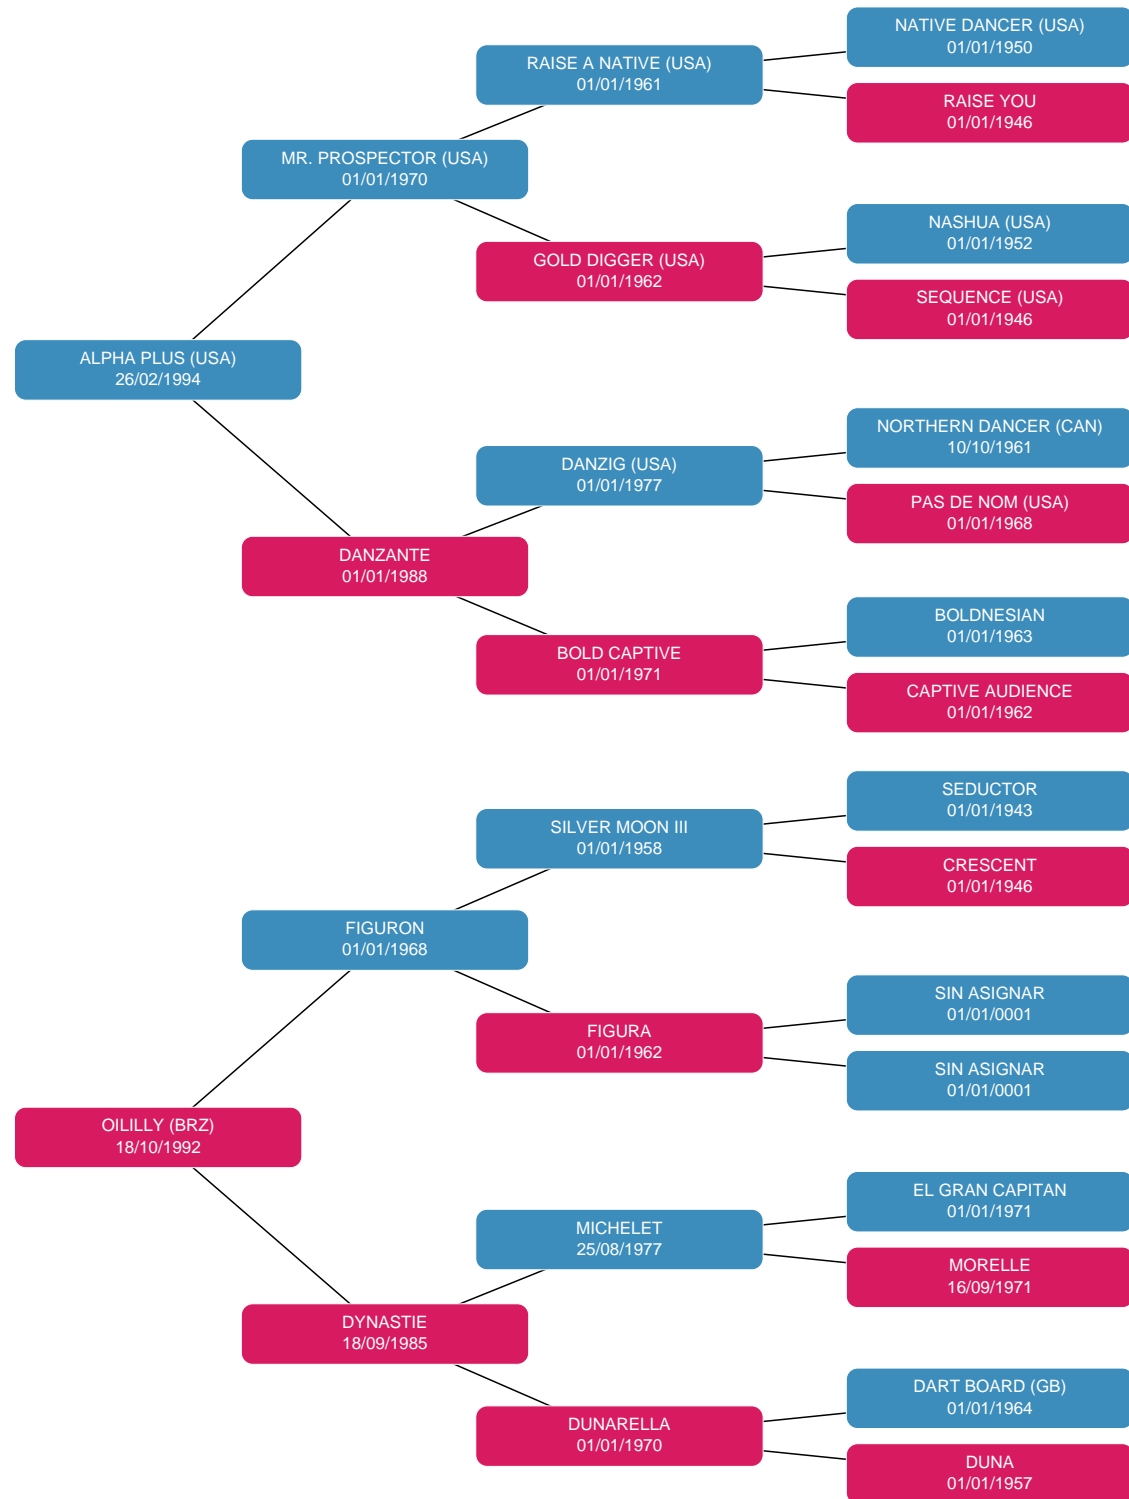 NATIVE DANCER (USA)
01/01/1950
RAISE A NATIVE (USA)
01/01/1961
RAISE YOU
01/01/1946
MR. PROSPECTOR (USA)
01/01/1970
NASHUA (USA)
01/01/1952
GOLD DIGGER (USA)
01/01/1962
SEQUENCE (USA)
01/01/1946
ALPHA PLUS (USA)
26/02/1994
NORTHERN DANCER (CAN)
10/10/1961
DANZIG (USA)
01/01/1977
PAS DE NOM (USA)
01/01/1968
DANZANTE
01/01/1988
BOLDNESIAN
01/01/1963
BOLD CAPTIVE
01/01/1971
CAPTIVE AUDIENCE
01/01/1962
SEDUCTOR
01/01/1943
SILVER MOON III
01/01/1958
CRESCENT
01/01/1946
FIGURON
01/01/1968
SIN ASIGNAR
01/01/0001
FIGURA
01/01/1962
SIN ASIGNAR
01/01/0001
OILILLY (BRZ)
18/10/1992
EL GRAN CAPITAN
01/01/1971
MICHELET
25/08/1977
MORELLE
16/09/1971
DYNASTIE
18/09/1985
DART BOARD (GB)
01/01/1964
DUNARELLA
01/01/1970
DUNA
01/01/1957